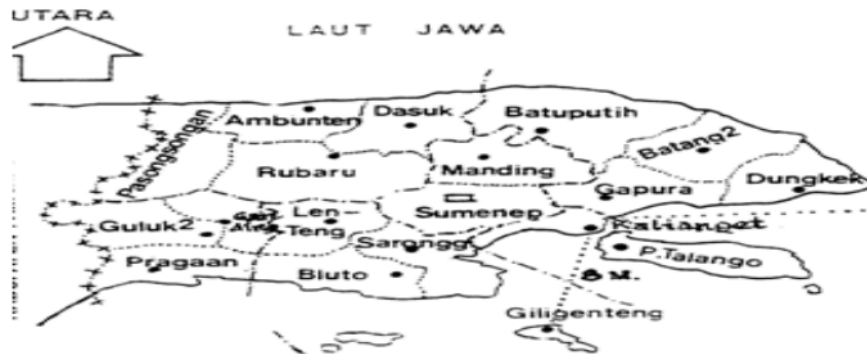 UTARA
LAUT JAWA
Pasongsongan
Ambunten
Dasuk
Batuputih
Batang2
Rubaru
Manding
Gapura
Dungkek
Guluk2
Len-
Teng
Sumenep
Saronggi
Kalianget
P.Talango
Pragaan
Bluto
Giligenteng